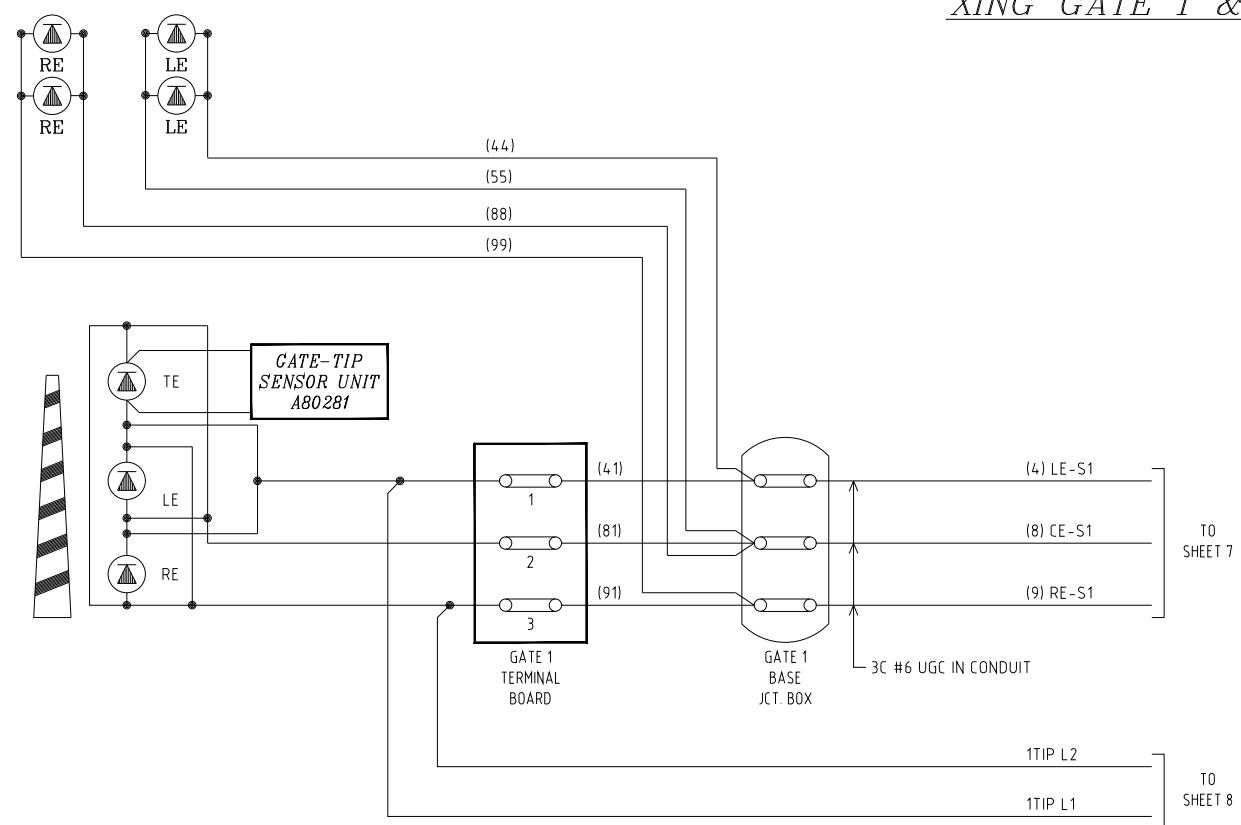 XING GATE 1 &
RE
LE
RE
LE
(44)
(55)
(88)
(99)
GATE-TIP
SENSOR UNIT
A80281
TE
LE
RE
1
2
3
(41)
(81)
(91)
(4) LE-S1
(8) CE-S1
(9) RE-S1
TO
SHEET 7
GATE 1
TERMINAL
BOARD
GATE 1
BASE
JCT. BOX
3C #6 UGC IN CONDUIT
1TIP L2
1TIP L1
TO
SHEET 8